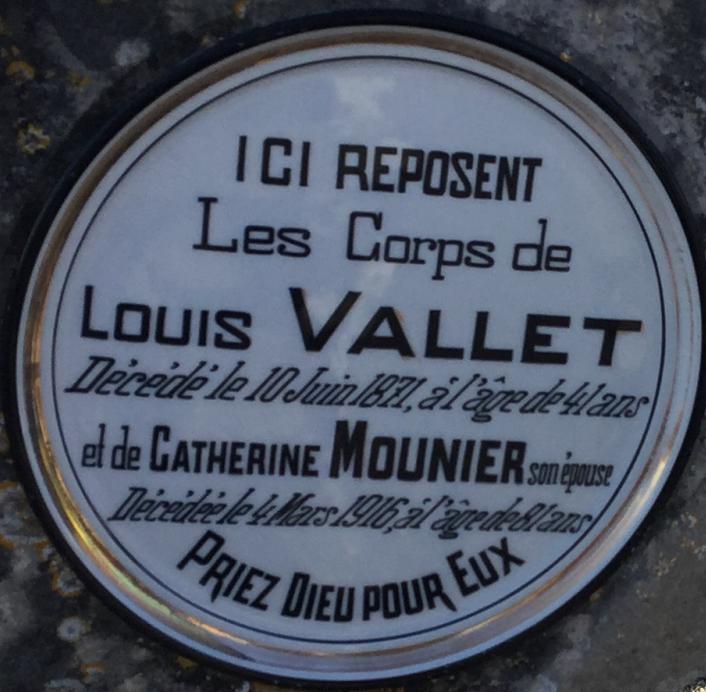 ICI REPOSENT
Les Corps de
LOUIS VALLET
Décédé le 10 Juin 1871, à l'âge de 41 ans
et de CATHERINE MOUNIER son épouse
Décédée le 4 Mars 1916, à l'âge de 81 ans
PRIEZ DIEU POUR EUX